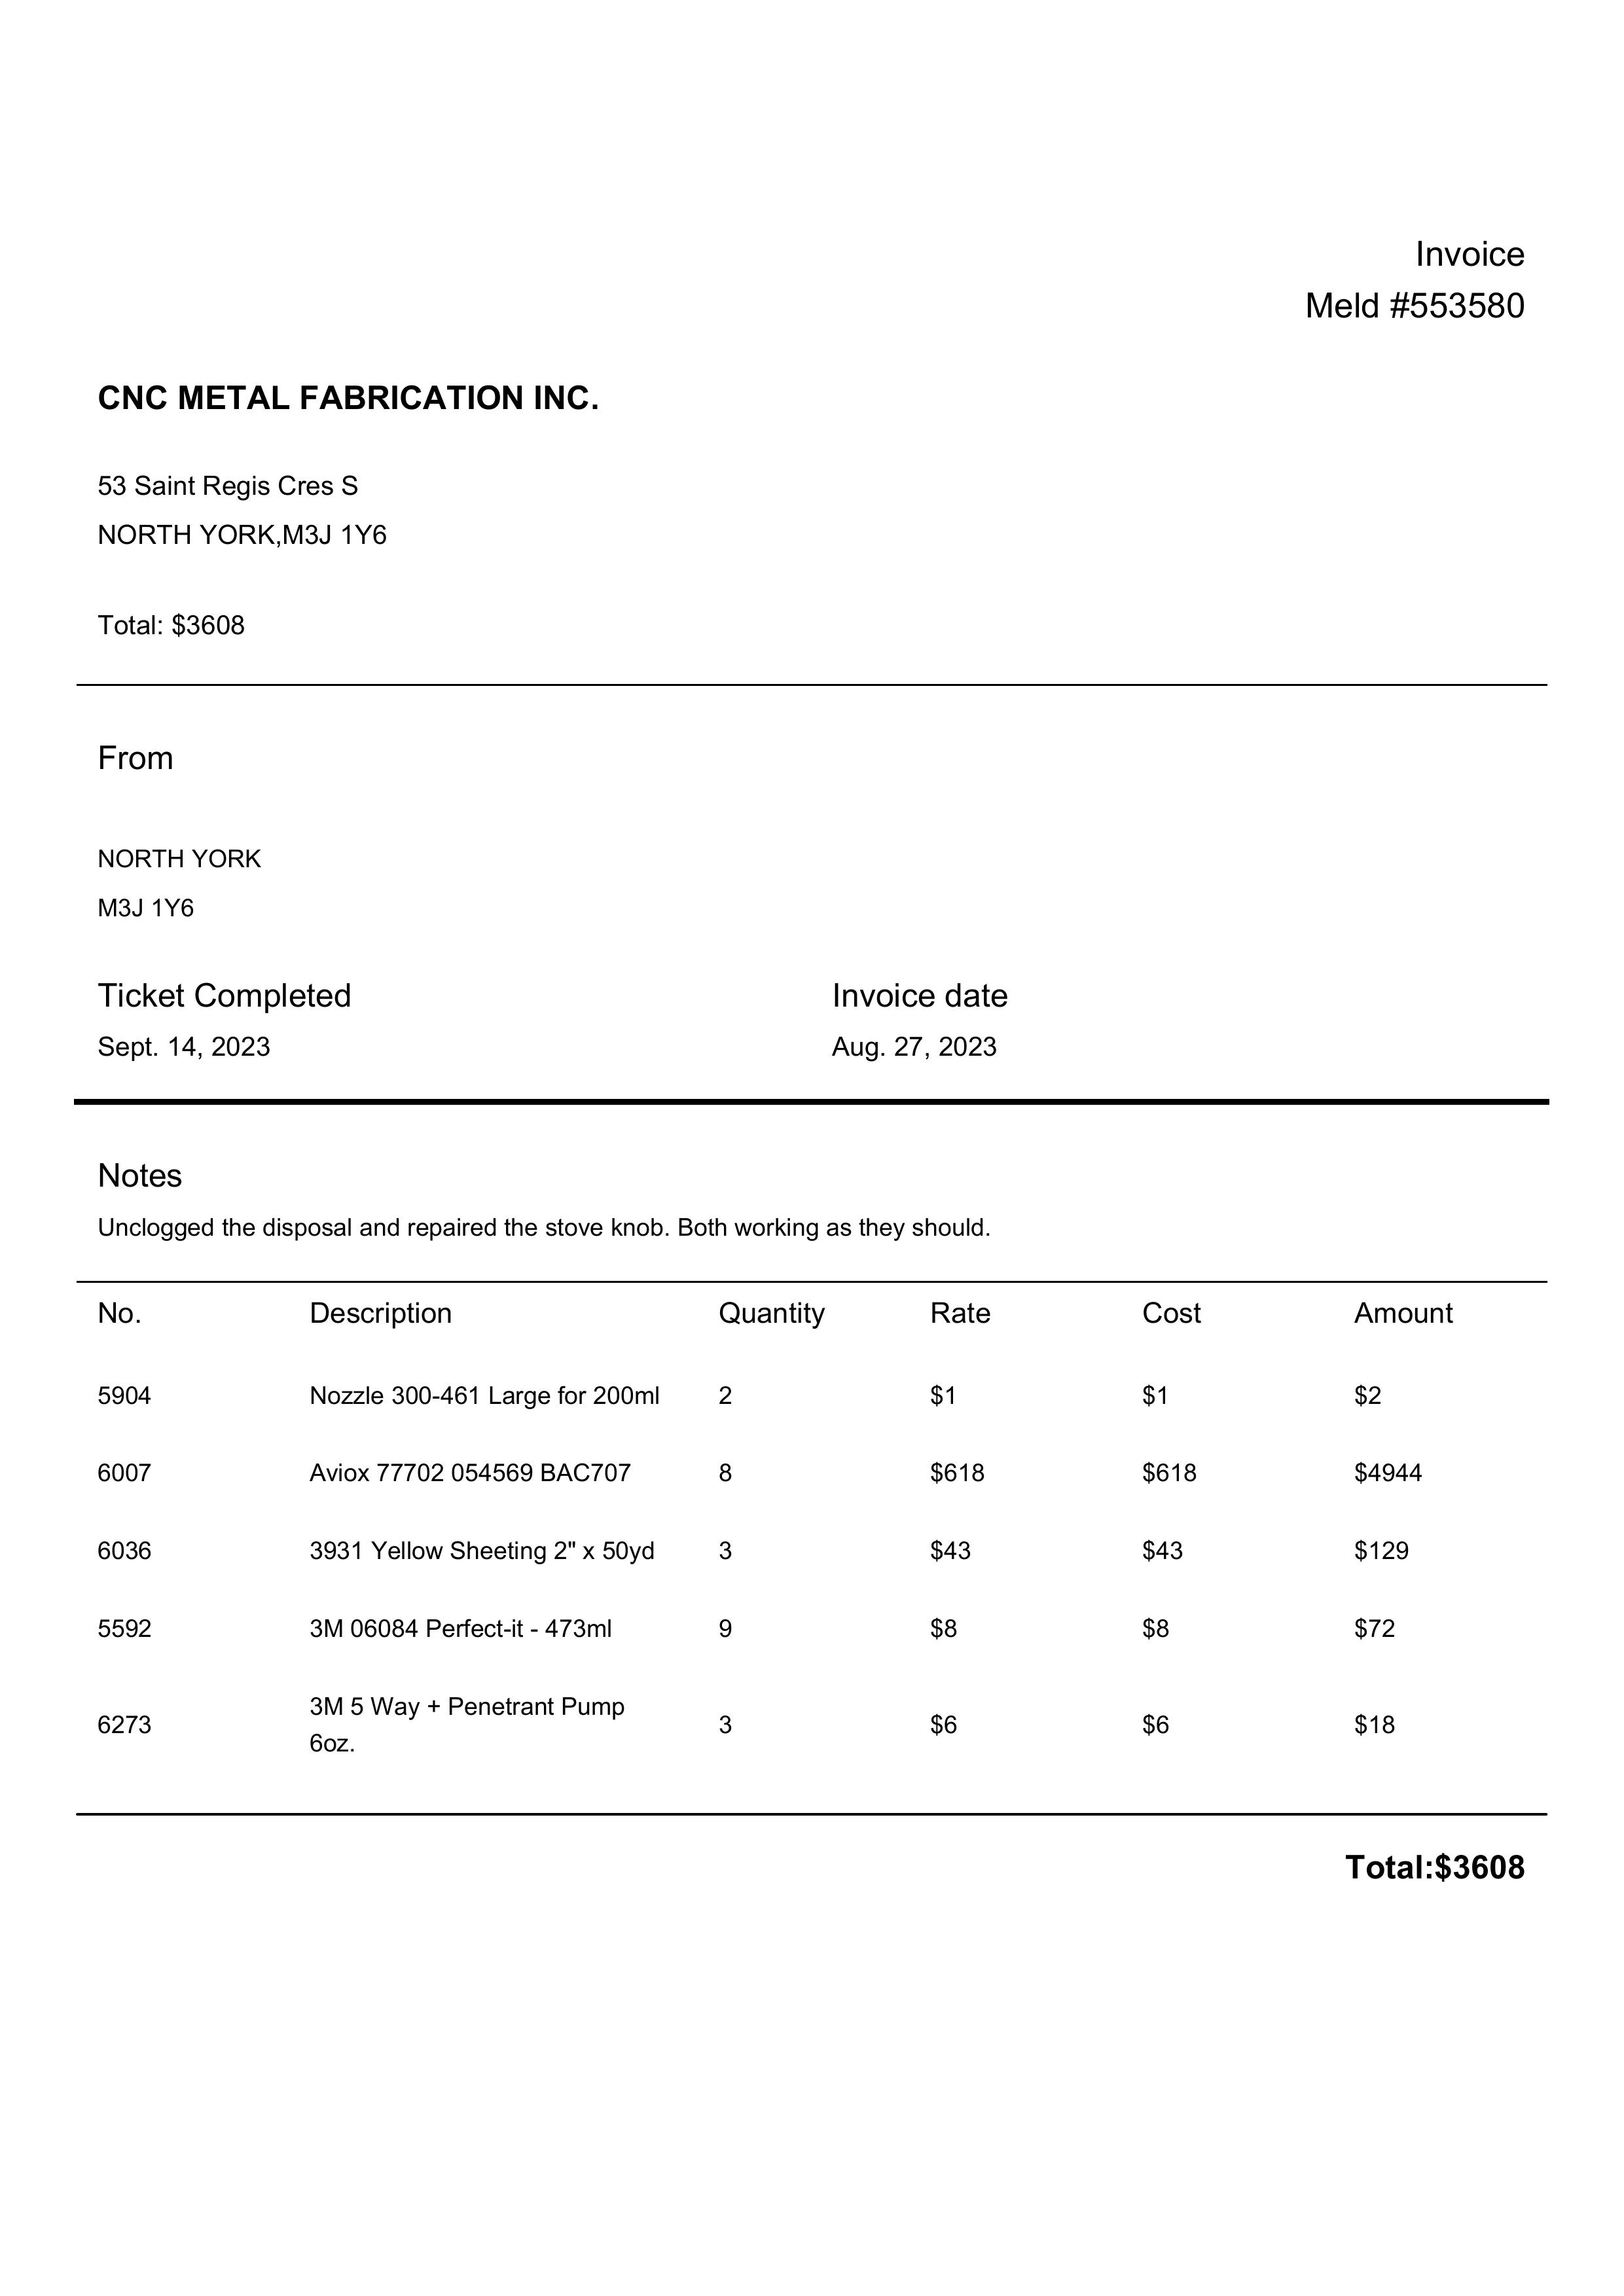 Invoice
Meld #553580
CNC METAL FABRICATION INC.
53 Saint Regis Cres S
NORTH YORK,M3J 1Y6
Total: $3608
From
NORTH YORK
M3J 1Y6
Ticket Completed Invoice date
Sept. 14, 2023 Aug. 27, 2023
Notes
Unclogged the disposal and repaired the stove knob. Both working as they should.
No. Description Quantity Rate Cost Amount
5904 Nozzle 300-461 Large for 200ml 2 $1 $1 $2
6007 Aviox 77702 054569 BAC707 8 $618 $618 $4944
6036 3931 Yellow Sheeting 2" x 50yd 3 $43 $43 $129
5592 3M 06084 Perfect-it - 473ml 9 $8 $8 $72
6273 3M 5 Way + Penetrant Pump 3 $6 $6 $18
6oz.
Total:$3608